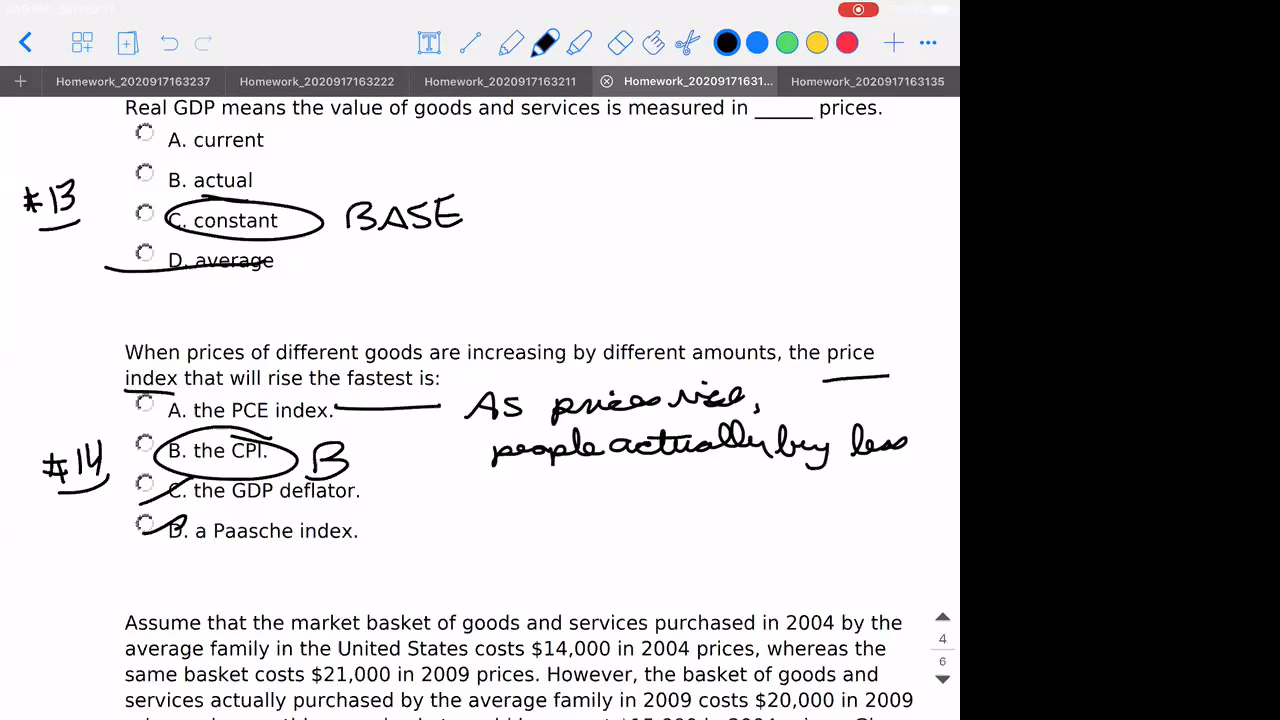 Homework_2020917163237
Homework_2020917163222
Homework_2020917163211
Homework_20209171631...
Homework_2020917163135
Real GDP means the value of goods and services is measured in ______ prices.
A. current
B. actual
#13
C. constant
BASE
D. average
When prices of different goods are increasing by different amounts, the price
index that will rise the fastest is:
A. the PCE index.
As prices rise,
people actually buy less
#14
B. the CPI.
B
C. the GDP deflator.
D. a Paasche index.
Assume that the market basket of goods and services purchased in 2004 by the
average family in the United States costs $14,000 in 2004 prices, whereas the
same basket costs $21,000 in 2009 prices. However, the basket of goods and
services actually purchased by the average family in 2009 costs $20,000 in 2009
4
6